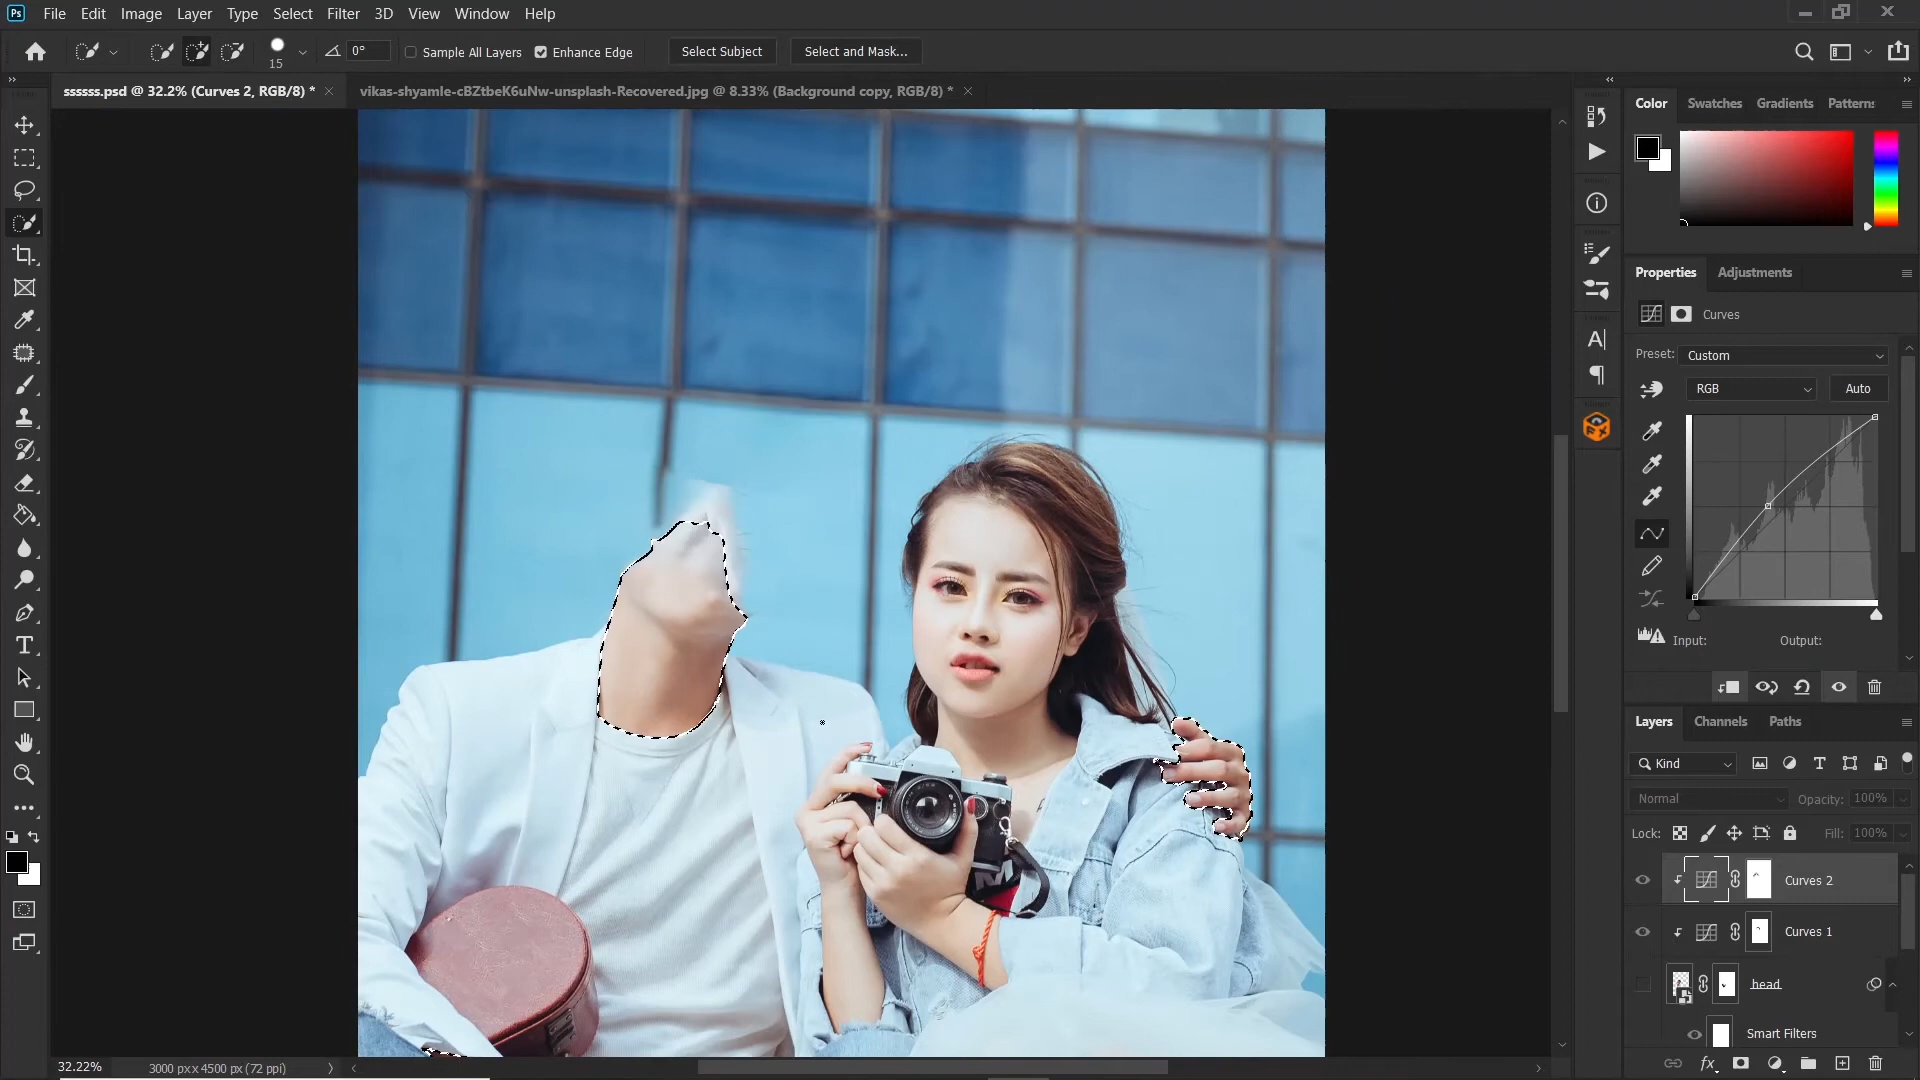 Ps File Edit Image Layer Type Select Filter 3D View Window Help
15 0° Sample All Layers Enhance Edge Select Subject Select and Mask...
ssssss.psd @ 32.2% (Curves 2, RGB/8) * × vikas-shyamle-cBZtbeK6uNw-unsplash-Recovered.jpg @ 8.33% (Background copy, RGB/8) * ×
Color Swatches Gradients Patterns
Properties Adjustments
Curves
Preset: Custom
RGB Auto
Input: Output:
Layers Channels Paths
Kind
Normal Opacity: 100%
Lock: Fill: 100%
Curves 2
Curves 1
head
Smart Filters
fx
32.22% 3000 px x 4500 px (72 ppi)